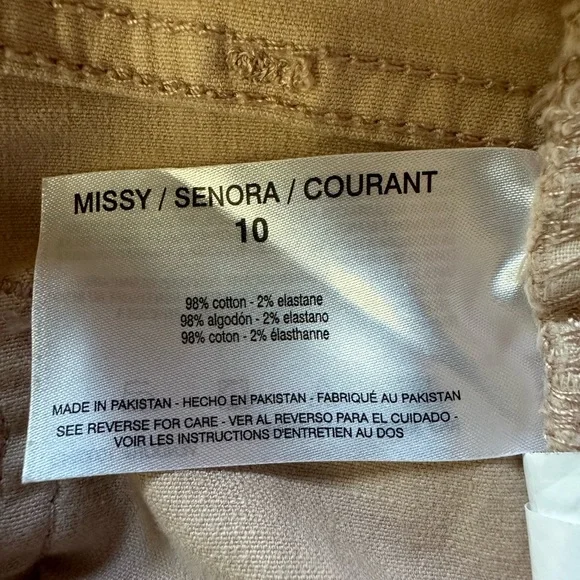 MISSY / SENORA / COURANT
10
98% cotton - 2% elastane
98% algodón - 2% elastano
98% coton - 2% élasthanne
MADE IN PAKISTAN - HECHO EN PAKISTAN - FABRIQUÉ AU PAKISTAN
SEE REVERSE FOR CARE - VER AL REVERSO PARA EL CUIDADO -
VOIR LES INSTRUCTIONS D'ENTRETIEN AU DOS